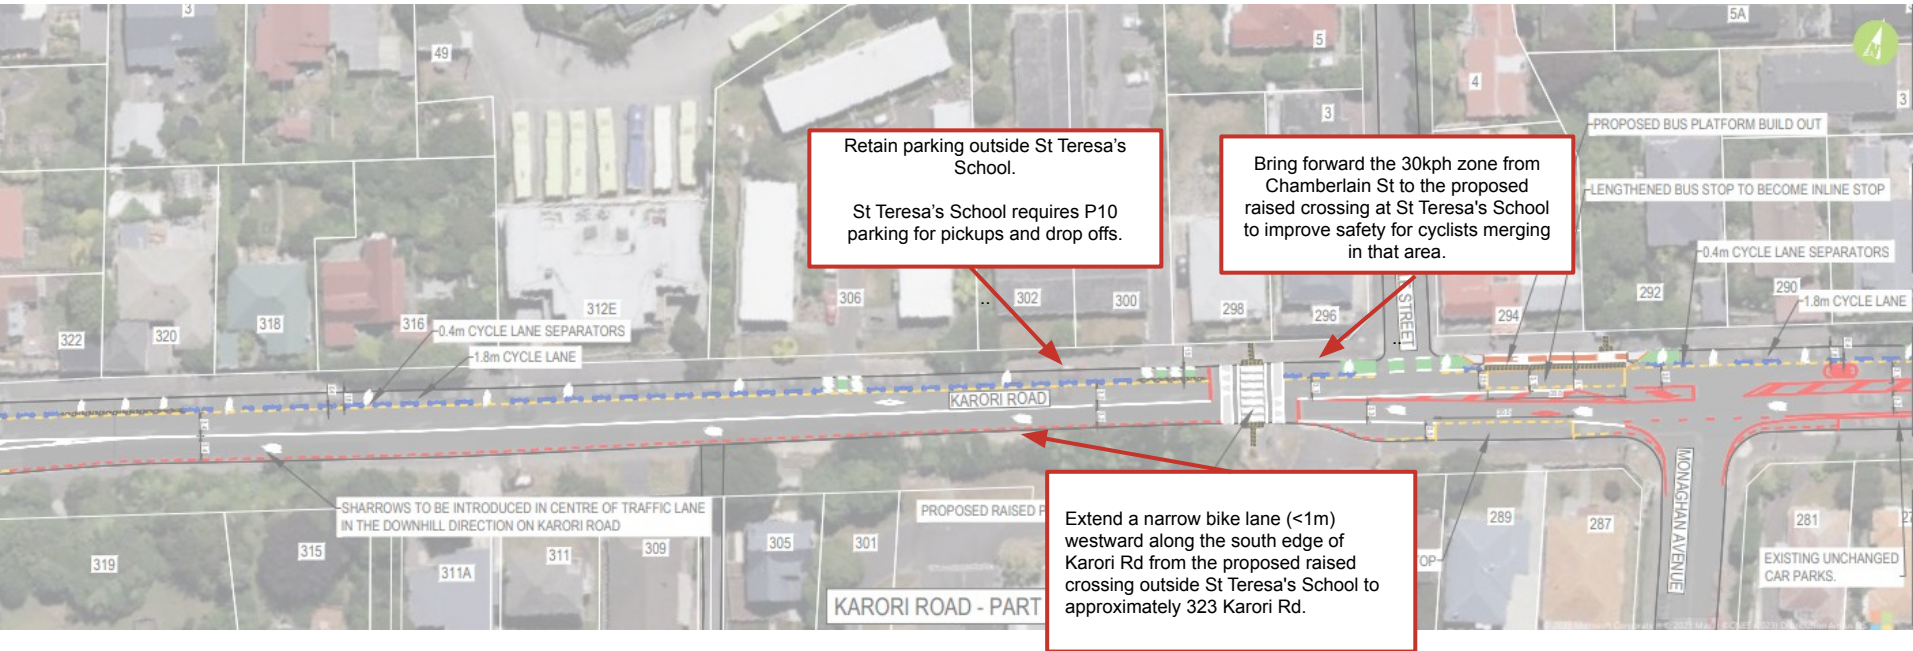 3
5A
49
5
4
3
3
PROPOSED BUS PLATFORM BUILD OUT
Retain parking outside St Teresa's
School.
St Teresa's School requires P10
parking for pickups and drop offs.
Bring forward the 30kph zone from
Chamberlain St to the proposed
raised crossing at St Teresa's School
to improve safety for cyclists merging
in that area.
LENGTHENED BUS STOP TO BECOME INLINE STOP
0.4m CYCLE LANE SEPARATORS
322
320
318
316
312E
306
302
300
298
296
STREET
294
292
290
1.8m CYCLE LANE
0.4m CYCLE LANE SEPARATORS
1.8m CYCLE LANE
KARORI ROAD
SHARROWS TO BE INTRODUCED IN CENTRE OF TRAFFIC LANE
IN THE DOWNHILL DIRECTION ON KARORI ROAD
PROPOSED RAISED
Extend a narrow bike lane (<1m)
westward along the south edge of
Karori Rd from the proposed raised
crossing outside St Teresa's School to
approximately 323 Karori Rd.
319
315
311A
311
309
305
301
289
287
MONAGHAN AVENUE
281
EXISTING UNCHANGED
CAR PARKS.
KARORI ROAD - PART